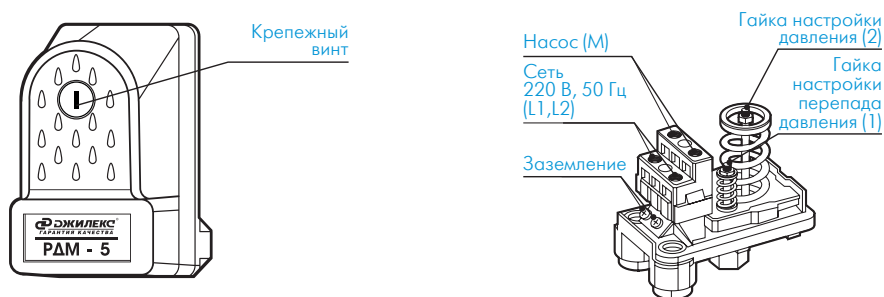 Крепежный
винт
ДЖИЛЕКС
ГАРАНТИЯ КАЧЕСТВА
РДМ - 5
Насос (М)
Сеть
220 В, 50 Гц
(L1,L2)
Заземление
Гайка настройки
давления (2)
Гайка
настройки
перепада
давления (1)